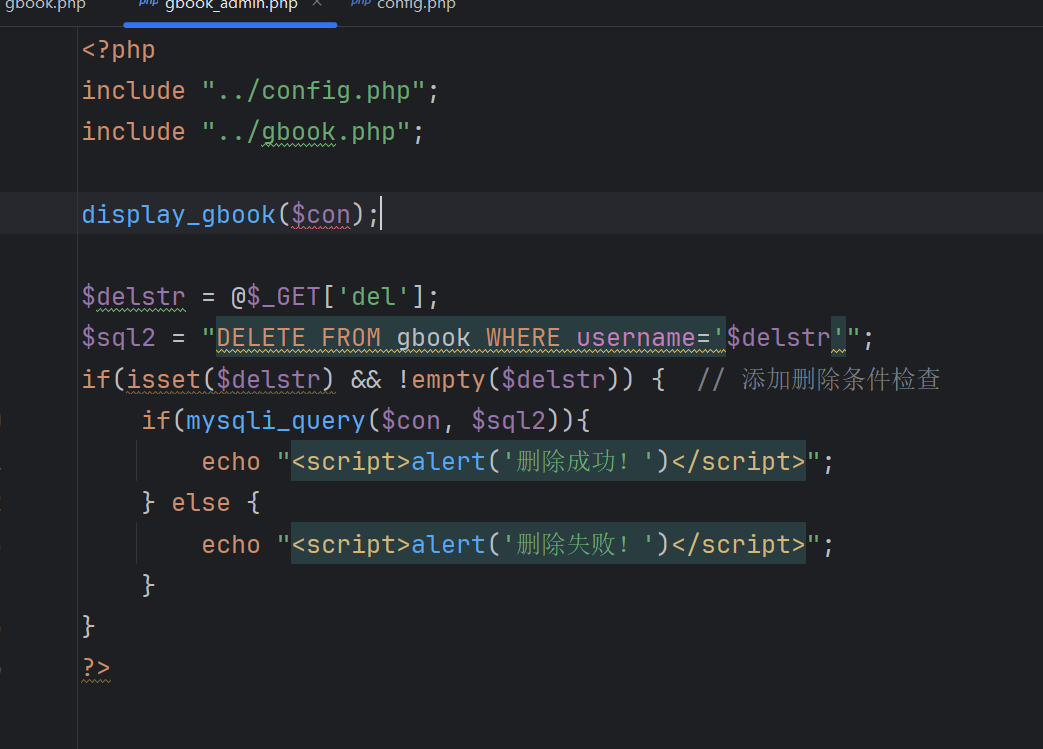 gbook.php php gbook_admin.php × php config.php
<?php
include "../config.php";
include "../gbook.php";
display_gbook($con);
$delstr = @$_GET['del'];
$sql2 = "DELETE FROM gbook WHERE username='$delstr'";
if(isset($delstr) && !empty($delstr)) {  // 添加删除条件检查
    if(mysqli_query($con, $sql2)){
        echo "<script>alert('删除成功! ')</script>";
    } else {
        echo "<script>alert('删除失败! ')</script>";
    }
}
?>